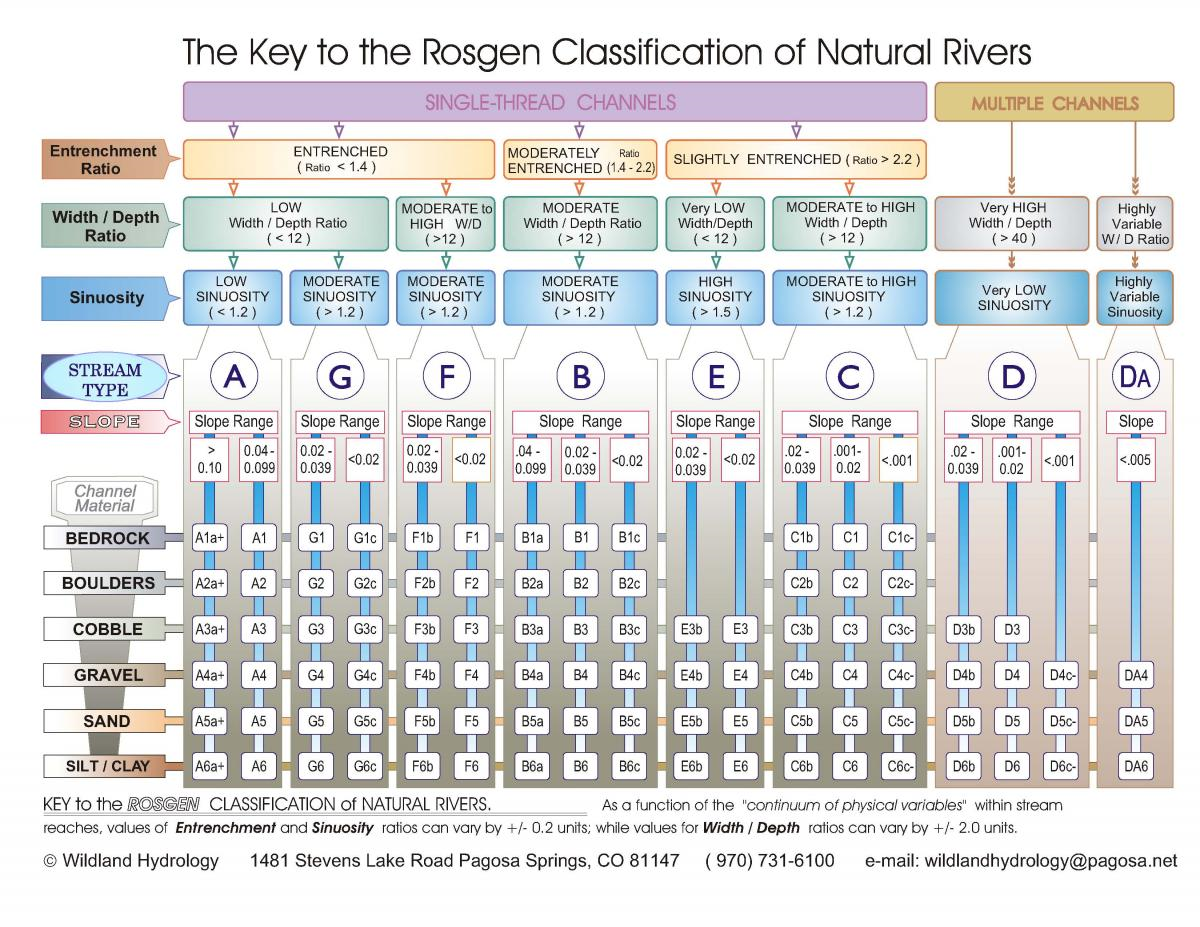 The Key to the Rosgen Classification of Natural Rivers
SINGLE-THREAD CHANNELS
MULTIPLE CHANNELS
Entrenchment
Ratio
ENTRENCHED
( Ratio < 1.4 )
MODERATELY Ratio
ENTRENCHED (1.4 - 2.2)
SLIGHTLY ENTRENCHED ( Ratio > 2.2 )
Width / Depth
Ratio
LOW
Width / Depth Ratio
( < 12 )
MODERATE to
HIGH W/D
( >12 )
MODERATE
Width / Depth Ratio
( > 12 )
Very LOW
Width/Depth
( < 12 )
MODERATE to HIGH
Width / Depth
( > 12 )
Very HIGH
Width / Depth
( > 40 )
Highly
Variable
W / D Ratio
Sinuosity
LOW
SINUOSITY
( < 1.2 )
MODERATE
SINUOSITY
( > 1.2 )
MODERATE
SINUOSITY
( > 1.2 )
MODERATE
SINUOSITY
( > 1.2 )
HIGH
SINUOSITY
( > 1.5 )
MODERATE to HIGH
SINUOSITY
( > 1.2 )
Very LOW
SINUOSITY
Highly
Variable
Sinuosity
STREAM
TYPE
A G F B E C D DA
SLOPE
Slope Range Slope Range Slope Range Slope Range Slope Range Slope Range Slope Range Slope
> 0.10
0.04 - 0.099
0.02 - 0.039
<0.02
0.02 - 0.039
<0.02
.04 - 0.099
0.02 - 0.039
<0.02
0.02 - 0.039
<0.02
.02 - 0.039
.001- 0.02
<.001
.02 - 0.039
.001- 0.02
<.001
<.005
Channel
Material
BEDROCK A1a+ A1 G1 G1c F1b F1 B1a B1 B1c C1b C1 C1c-
BOULDERS A2a+ A2 G2 G2c F2b F2 B2a B2 B2c C2b C2 C2c-
COBBLE A3a+ A3 G3 G3c F3b F3 B3a B3 B3c E3b E3 C3b C3 C3c- D3b D3
GRAVEL A4a+ A4 G4 G4c F4b F4 B4a B4 B4c E4b E4 C4b C4 C4c- D4b D4 D4c- DA4
SAND A5a+ A5 G5 G5c F5b F5 B5a B5 B5c E5b E5 C5b C5 C5c- D5b D5 D5c- DA5
SILT / CLAY A6a+ A6 G6 G6c F6b F6 B6a B6 B6c E6b E6 C6b C6 C6c- D6b D6 D6c- DA6
KEY to the ROSGEN CLASSIFICATION of NATURAL RIVERS. As a function of the "continuum of physical variables" within stream
reaches, values of Entrenchment and Sinuosity ratios can vary by +/- 0.2 units; while values for Width / Depth ratios can vary by +/- 2.0 units.
© Wildland Hydrology 1481 Stevens Lake Road Pagosa Springs, CO 81147 ( 970) 731-6100 e-mail: wildlandhydrology@pagosa.net